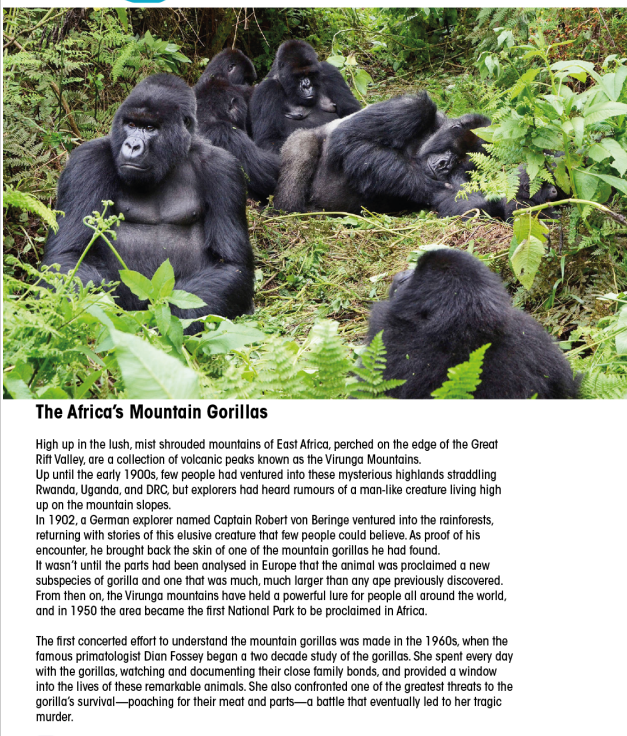 The Africa's Mountain Gorillas
High up in the lush, mist shrouded mountains of East Africa, perched on the edge of the Great
Rift Valley, are a collection of volcanic peaks known as the Virunga Mountains.
Up until the early 1900s, few people had ventured into these mysterious highlands straddling
Rwanda, Uganda, and DRC, but explorers had heard rumours of a man-like creature living high
up on the mountain slopes.
In 1902, a German explorer named Captain Robert von Beringe ventured into the rainforests,
returning with stories of this elusive creature that few people could believe. As proof of his
encounter, he brought back the skin of one of the mountain gorillas he had found.
It wasn't until the parts had been analysed in Europe that the animal was proclaimed a new
subspecies of gorilla and one that was much, much larger than any ape previously discovered.
From then on, the Virunga mountains have held a powerful lure for people all around the world,
and in 1950 the area became the first National Park to be proclaimed in Africa.
The first concerted effort to understand the mountain gorillas was made in the 1960s, when the
famous primatologist Dian Fossey began a two decade study of the gorillas. She spent every day
with the gorillas, watching and documenting their close family bonds, and provided a window
into the lives of these remarkable animals. She also confronted one of the greatest threats to the
gorilla's survival—poaching for their meat and parts—a battle that eventually led to her tragic
murder.